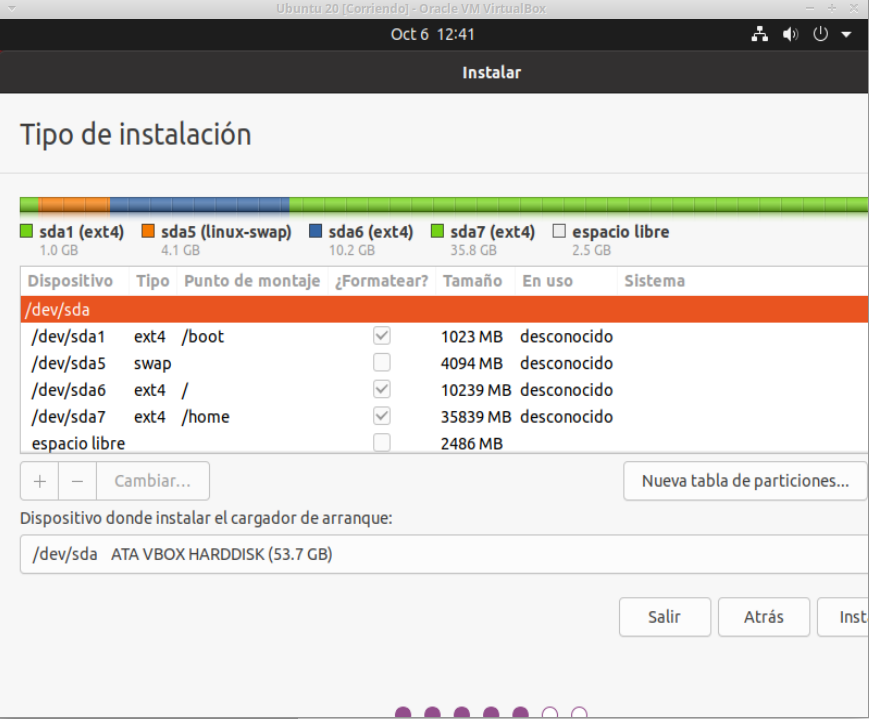 Ubuntu 20 [Corriendo] - Oracle VM VirtualBox
Oct 6 12:41
Instalar
Tipo de instalación
sda1 (ext4) sda5 (linux-swap) sda6 (ext4) sda7 (ext4) espacio libre
1.0 GB 4.1 GB 10.2 GB 35.8 GB 2.5 GB
Dispositivo Tipo Punto de montaje ¿Formatear? Tamaño En uso Sistema
/dev/sda
/dev/sda1 ext4 /boot 1023 MB desconocido
/dev/sda5 swap 4094 MB desconocido
/dev/sda6 ext4 / 10239 MB desconocido
/dev/sda7 ext4 /home 35839 MB desconocido
espacio libre 2486 MB
+ − Cambiar... Nueva tabla de particiones...
Dispositivo donde instalar el cargador de arranque:
/dev/sda ATA VBOX HARDDISK (53.7 GB)
Salir Atrás Inst